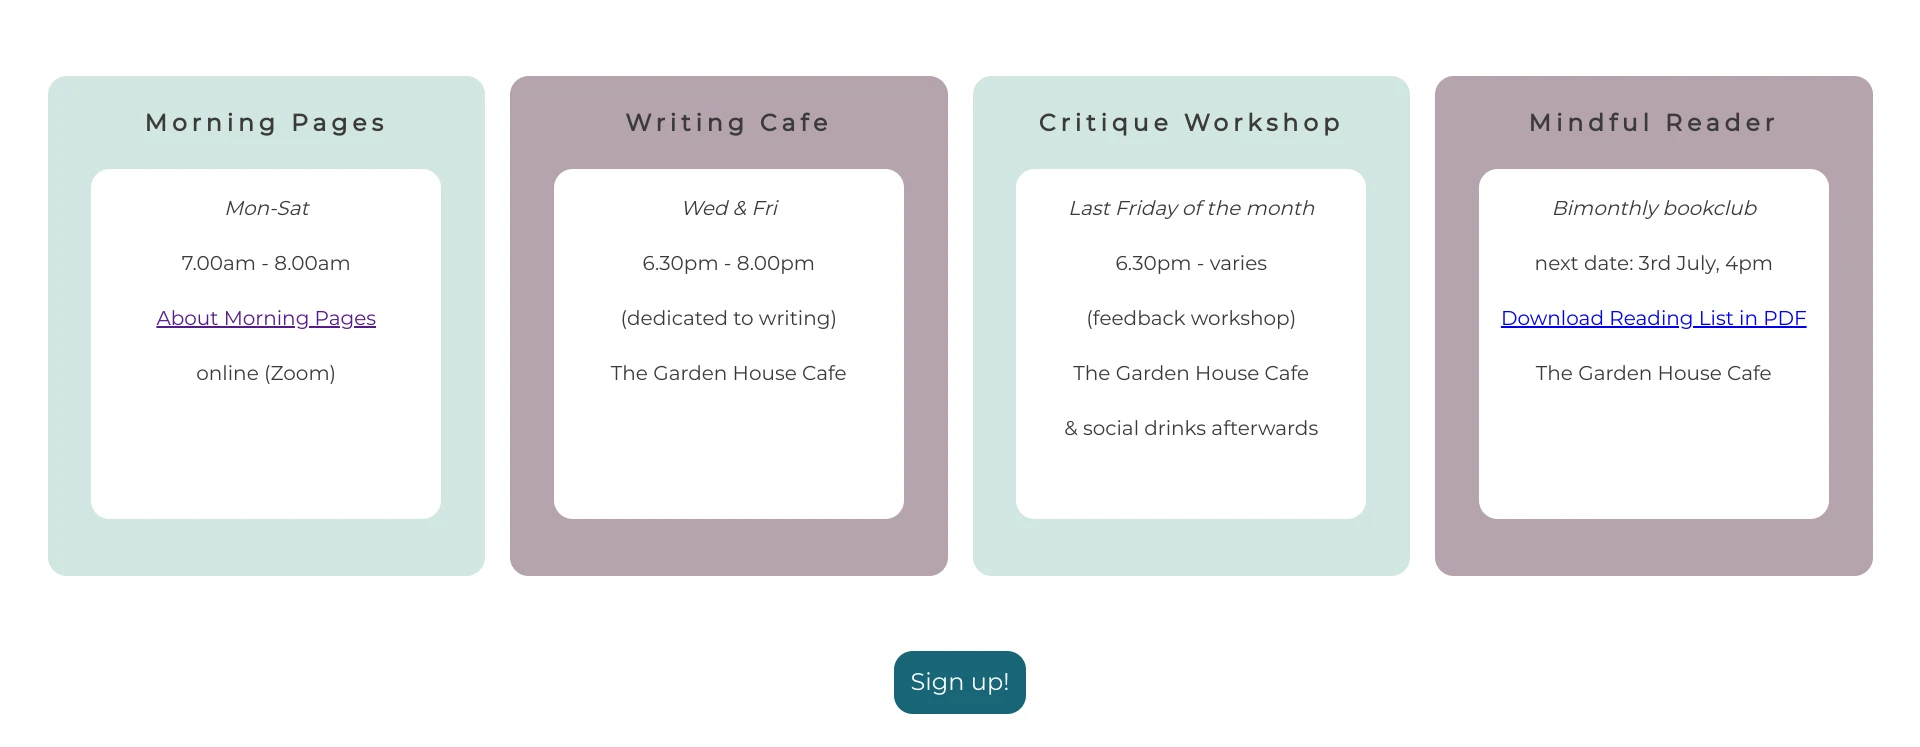 Morning Pages
Mon-Sat
7.00am - 8.00am
About Morning Pages
online (Zoom)
Writing Cafe
Wed & Fri
6.30pm - 8.00pm
(dedicated to writing)
The Garden House Cafe
Critique Workshop
Last Friday of the month
6.30pm - varies
(feedback workshop)
The Garden House Cafe
& social drinks afterwards
Mindful Reader
Bimonthly bookclub
next date: 3rd July, 4pm
Download Reading List in PDF
The Garden House Cafe
Sign up!